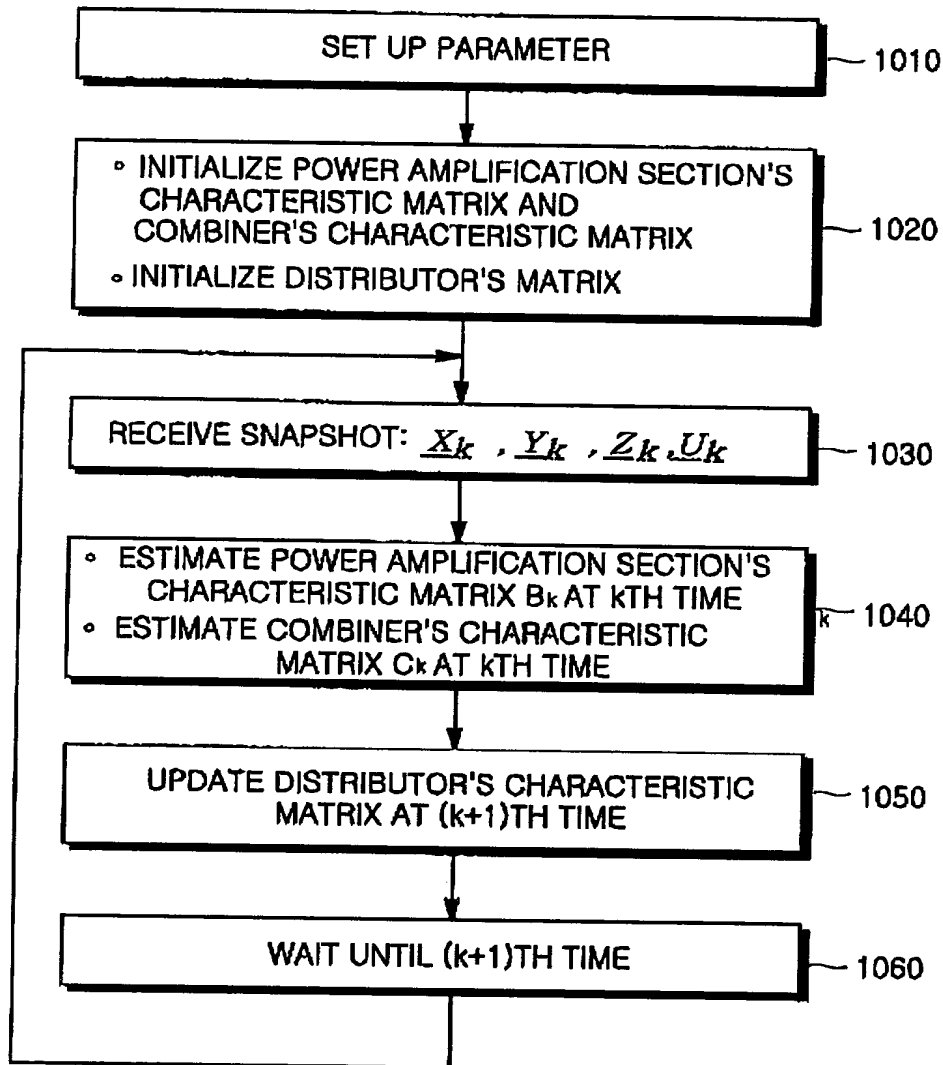 SET UP PARAMETER
1010
∘ INITIALIZE POWER AMPLIFICATION SECTION'S
CHARACTERISTIC MATRIX AND
COMBINER'S CHARACTERISTIC MATRIX
∘ INITIALIZE DISTRIBUTOR'S MATRIX
1020
RECEIVE SNAPSHOT: Xk , Yk , Zk , Uk
1030
∘ ESTIMATE POWER AMPLIFICATION SECTION'S
CHARACTERISTIC MATRIX Bk AT kTH TIME
∘ ESTIMATE COMBINER'S CHARACTERISTIC
MATRIX Ck AT kTH TIME
k
1040
UPDATE DISTRIBUTOR'S CHARACTERISTIC
MATRIX AT (k+1)TH TIME
1050
WAIT UNTIL (k+1)TH TIME
1060